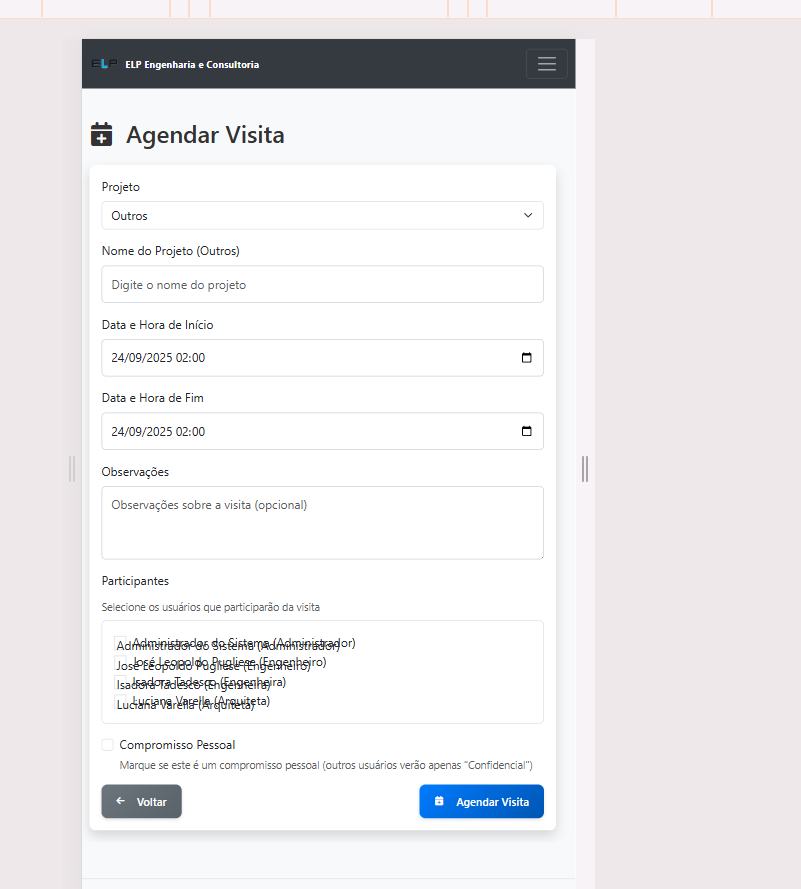 ELP ELP Engenharia e Consultoria
Agendar Visita
Projeto
Outros
Nome do Projeto (Outros)
Digite o nome do projeto
Data e Hora de Início
24/09/2025 02:00
Data e Hora de Fim
24/09/2025 02:00
Observações
Observações sobre a visita (opcional)
Participantes
Selecione os usuários que participarão da visita
Administrador do Sistema (Administrador)
Administrador do Sistema (Administrador)
José Leopoldo Pugliese (Engenheiro)
José Leopoldo Pugliese (Engenheiro)
Isadora Tadesco (Engenheira)
Isadora Tadesco (Engenheira)
Luciana Varella (Arquiteta)
Luciana Varella (Arquiteta)
Compromisso Pessoal
Marque se este é um compromisso pessoal (outros usuários verão apenas "Confidencial")
Voltar
Agendar Visita